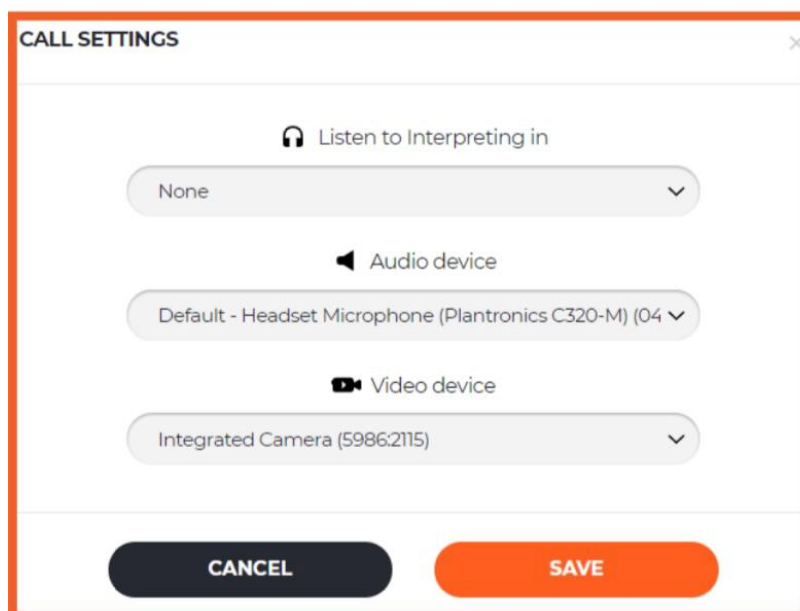 CALL SETTINGS
Listen to Interpreting in
None
Audio device
Default - Headset Microphone (Plantronics C320-M) (04
Video device
Integrated Camera (5986:2115)
CANCEL
SAVE